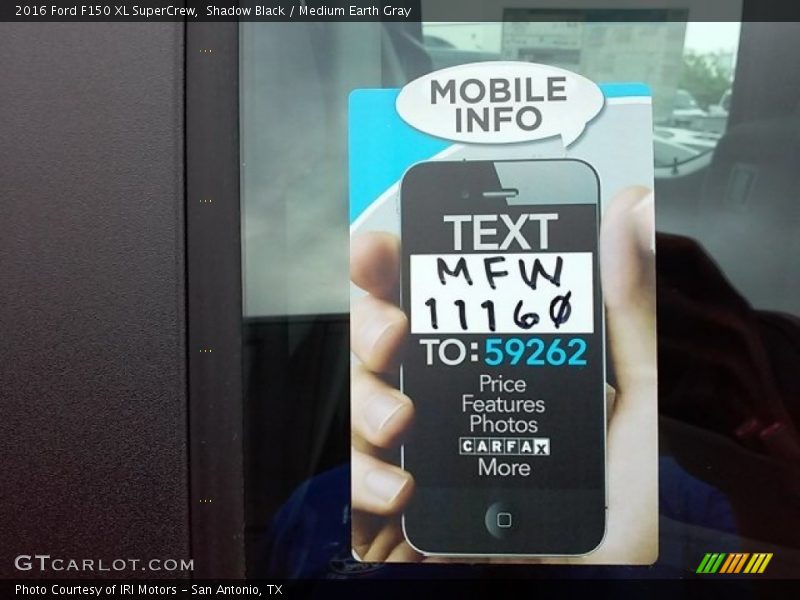 2016 Ford F150 XL SuperCrew, Shadow Black / Medium Earth Gray
MOBILE
INFO
TEXT
MFW
11160
TO: 59262
Price
Features
Photos
CARFAX
More
GTCARLOT.COM
Photo Courtesy of IRI Motors - San Antonio, TX